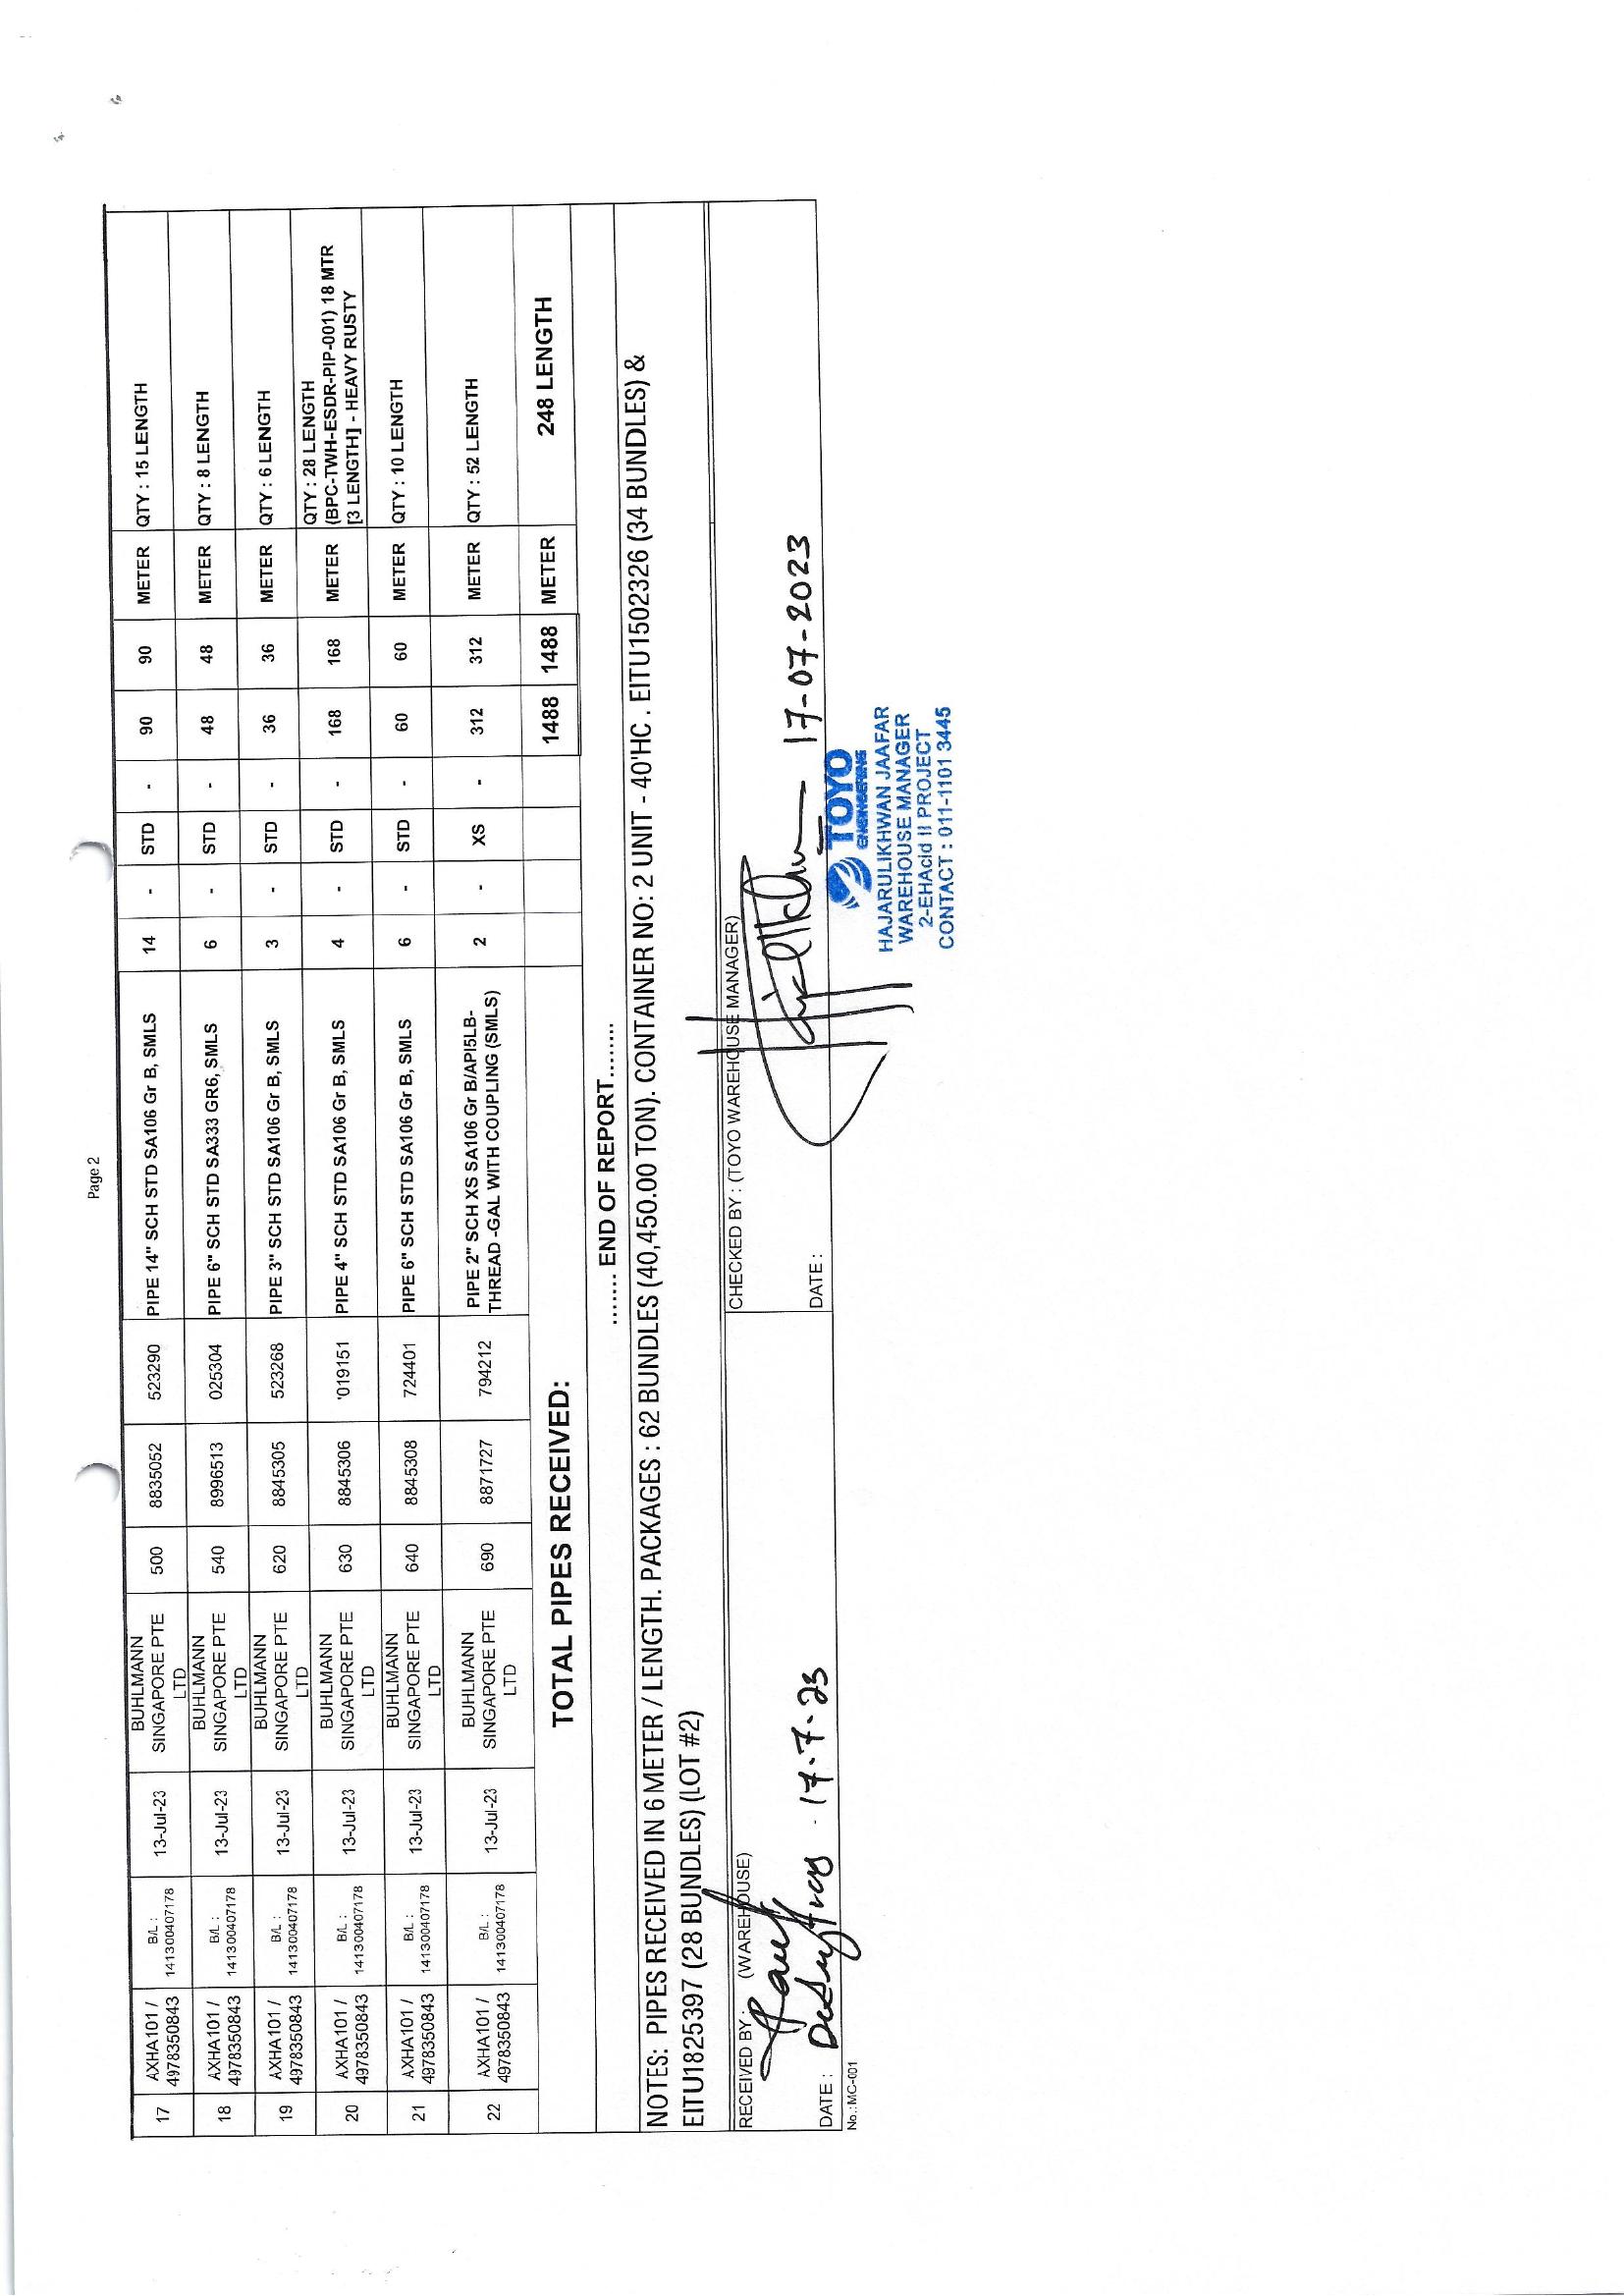 Page 2
17 AXHA101 / 4978350843 B/L : 141300407178 13-Jul-23 BUHLMANN SINGAPORE PTE LTD 500 8835052 523290 PIPE 14" SCH STD SA106 Gr B, SMLS 14 - STD - 90 90 METER QTY : 15 LENGTH
18 AXHA101 / 4978350843 B/L : 141300407178 13-Jul-23 BUHLMANN SINGAPORE PTE LTD 540 8996513 025304 PIPE 6" SCH STD SA333 GR6, SMLS 6 - STD - 48 48 METER QTY : 8 LENGTH
19 AXHA101 / 4978350843 B/L : 141300407178 13-Jul-23 BUHLMANN SINGAPORE PTE LTD 620 8845305 523268 PIPE 3" SCH STD SA106 Gr B, SMLS 3 - STD - 36 36 METER QTY : 6 LENGTH
20 AXHA101 / 4978350843 B/L : 141300407178 13-Jul-23 BUHLMANN SINGAPORE PTE LTD 630 8845306 '019151 PIPE 4" SCH STD SA106 Gr B, SMLS 4 - STD - 168 168 METER QTY : 28 LENGTH (BPC-TWH-ESDR-PIP-001) 18 MTR [3 LENGTH] - HEAVY RUSTY
21 AXHA101 / 4978350843 B/L : 141300407178 13-Jul-23 BUHLMANN SINGAPORE PTE LTD 640 8845308 724401 PIPE 6" SCH STD SA106 Gr B, SMLS 6 - STD - 60 60 METER QTY : 10 LENGTH
22 AXHA101 / 4978350843 B/L : 141300407178 13-Jul-23 BUHLMANN SINGAPORE PTE LTD 690 8871727 794212 PIPE 2" SCH XS SA106 Gr B/API5LB-THREAD -GAL WITH COUPLING (SMLS) 2 - XS - 312 312 METER QTY : 52 LENGTH
TOTAL PIPES RECEIVED: 1488 1488 METER 248 LENGTH
....... END OF REPORT.......
NOTES: PIPES RECEIVED IN 6 METER / LENGTH. PACKAGES : 62 BUNDLES (40,450.00 TON). CONTAINER NO: 2 UNIT - 40'HC . EITU1502326 (34 BUNDLES) &
EITU1825397 (28 BUNDLES) (LOT #2)
RECEIVED BY : (WAREHOUSE) CHECKED BY : (TOYO WAREHOUSE MANAGER)
17-07-2023
DATE : 17.7.23 DATE :
No.:MC-001
TOYO
ENGINEERING
HAJARULIKHWAN JAAFAR
WAREHOUSE MANAGER
2-EHAcid II PROJECT
CONTACT : 011-1101 3445